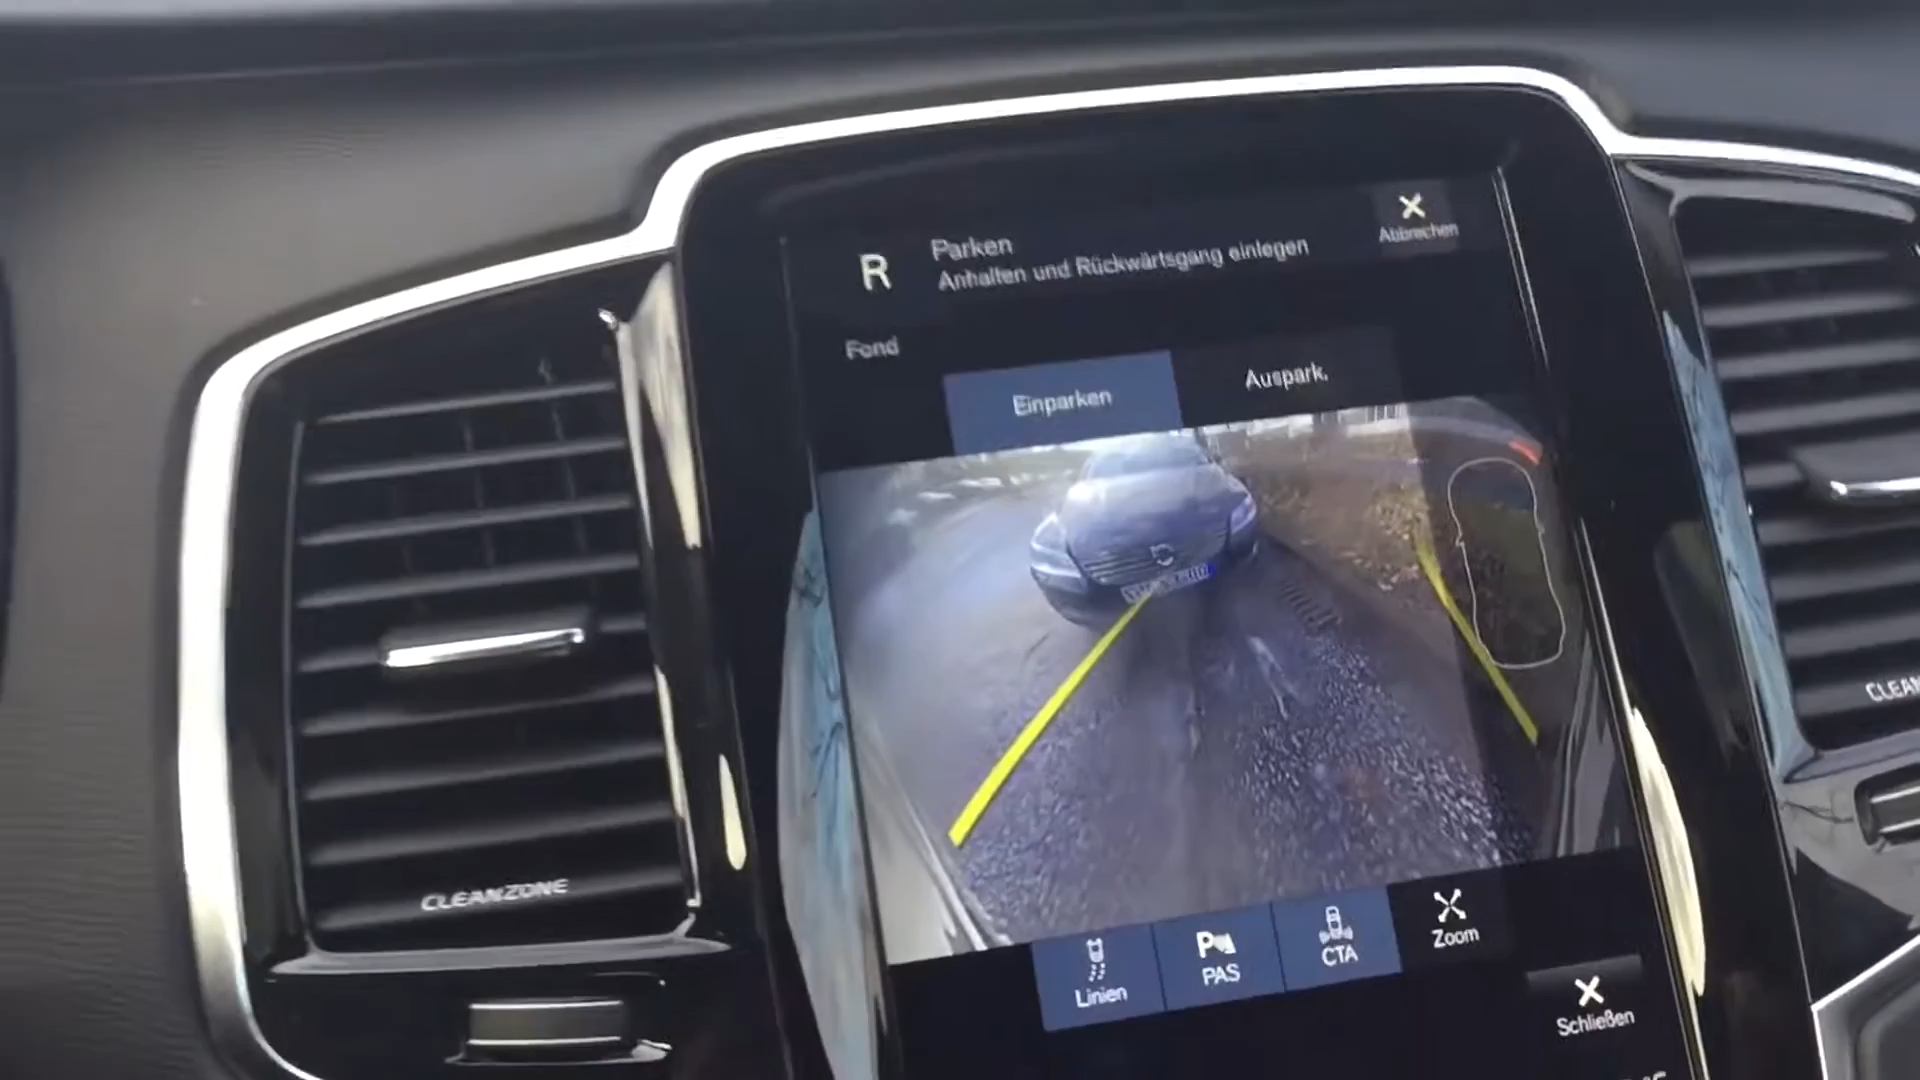 R
Parken
Anhalten und Rückwärtsgang einlegen
Abbrechen
Fond
Einparken
Auspark.
Linien
PAS
CTA
Zoom
Schließen
CLEANZONE